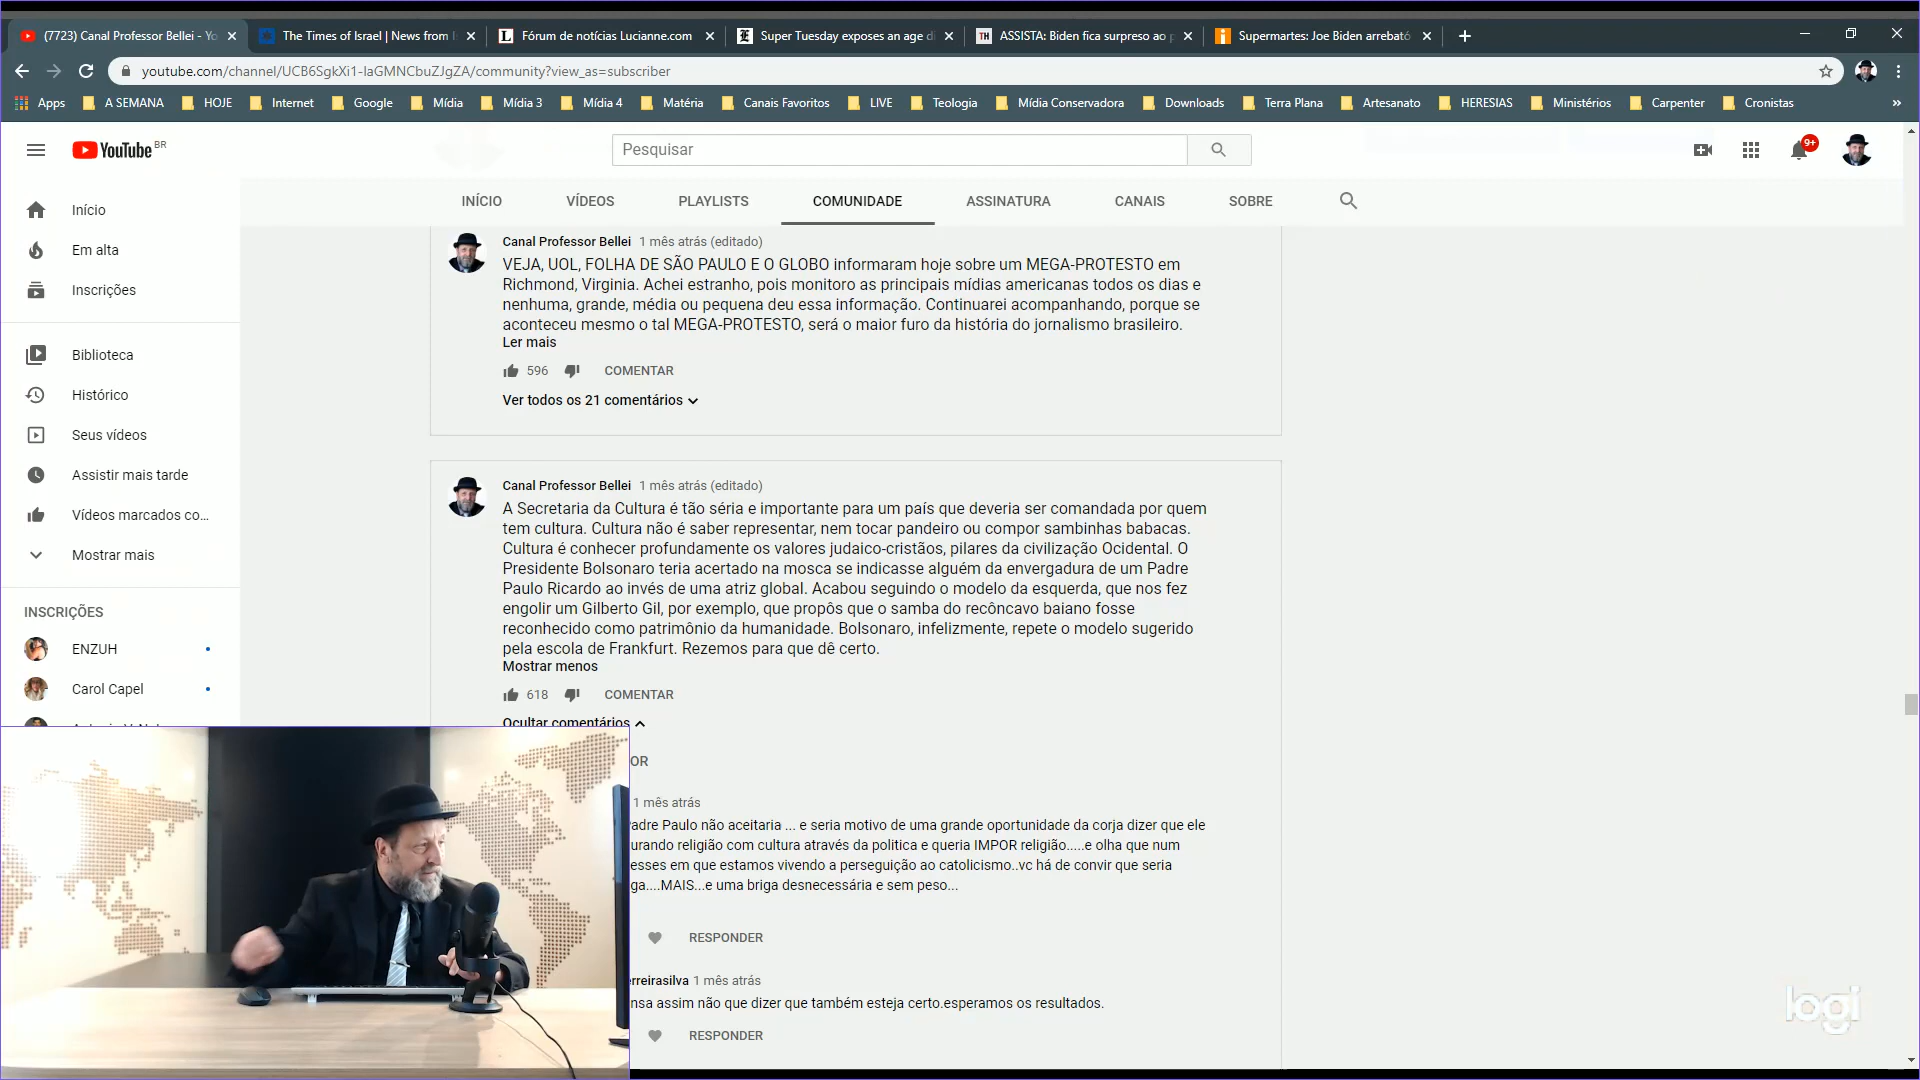 (7723) Canal Professor Bellei - Yo
The Times of Israel | News from I
Fórum de notícias Lucianne.com
Super Tuesday exposes an age di
ASSISTA: Biden fica surpreso ao p
Supermartes: Joe Biden arrebató
youtube.com/channel/UCB6SgkXi1-IaGMNCbuZJgZA/community?view_as=subscriber
Apps
A SEMANA
HOJE
Internet
Google
Mídia
Mídia 3
Mídia 4
Matéria
Canais Favoritos
LIVE
Teologia
Mídia Conservadora
Downloads
Terra Plana
Artesanato
HERESIAS
Ministérios
Carpenter
Cronistas
»
YouTube BR
Pesquisar
9+
INÍCIO
VÍDEOS
PLAYLISTS
COMUNIDADE
ASSINATURA
CANAIS
SOBRE
Início
Em alta
Inscrições
Biblioteca
Histórico
Seus vídeos
Assistir mais tarde
Vídeos marcados co...
Mostrar mais
INSCRIÇÕES
ENZUH
Carol Capel
Canal Professor Bellei 1 mês atrás (editado)
VEJA, UOL, FOLHA DE SÃO PAULO E O GLOBO informaram hoje sobre um MEGA-PROTESTO em
Richmond, Virginia. Achei estranho, pois monitoro as principais mídias americanas todos os dias e
nenhuma, grande, média ou pequena deu essa informação. Continuarei acompanhando, porque se
aconteceu mesmo o tal MEGA-PROTESTO, será o maior furo da história do jornalismo brasileiro.
Ler mais
596 COMENTAR
Ver todos os 21 comentários
Canal Professor Bellei 1 mês atrás (editado)
A Secretaria da Cultura é tão séria e importante para um país que deveria ser comandada por quem
tem cultura. Cultura não é saber representar, nem tocar pandeiro ou compor sambinhas babacas.
Cultura é conhecer profundamente os valores judaico-cristãos, pilares da civilização Ocidental. O
Presidente Bolsonaro teria acertado na mosca se indicasse alguém da envergadura de um Padre
Paulo Ricardo ao invés de uma atriz global. Acabou seguindo o modelo da esquerda, que nos fez
engolir um Gilberto Gil, por exemplo, que propôs que o samba do recôncavo baiano fosse
reconhecido como patrimônio da humanidade. Bolsonaro, infelizmente, repete o modelo sugerido
pela escola de Frankfurt. Rezemos para que dê certo.
Mostrar menos
618 COMENTAR
Ocultar comentários
OR
1 mês atrás
adre Paulo não aceitaria ... e seria motivo de uma grande oportunidade da corja dizer que ele
urando religião com cultura através da politica e queria IMPOR religião.....e olha que num
esses em que estamos vivendo a perseguição ao catolicismo..vc há de convir que seria
ga....MAIS...e uma briga desnecessária e sem peso...
RESPONDER
rreirasilva 1 mês atrás
nsa assim não que dizer que também esteja certo.esperamos os resultados.
RESPONDER
logi